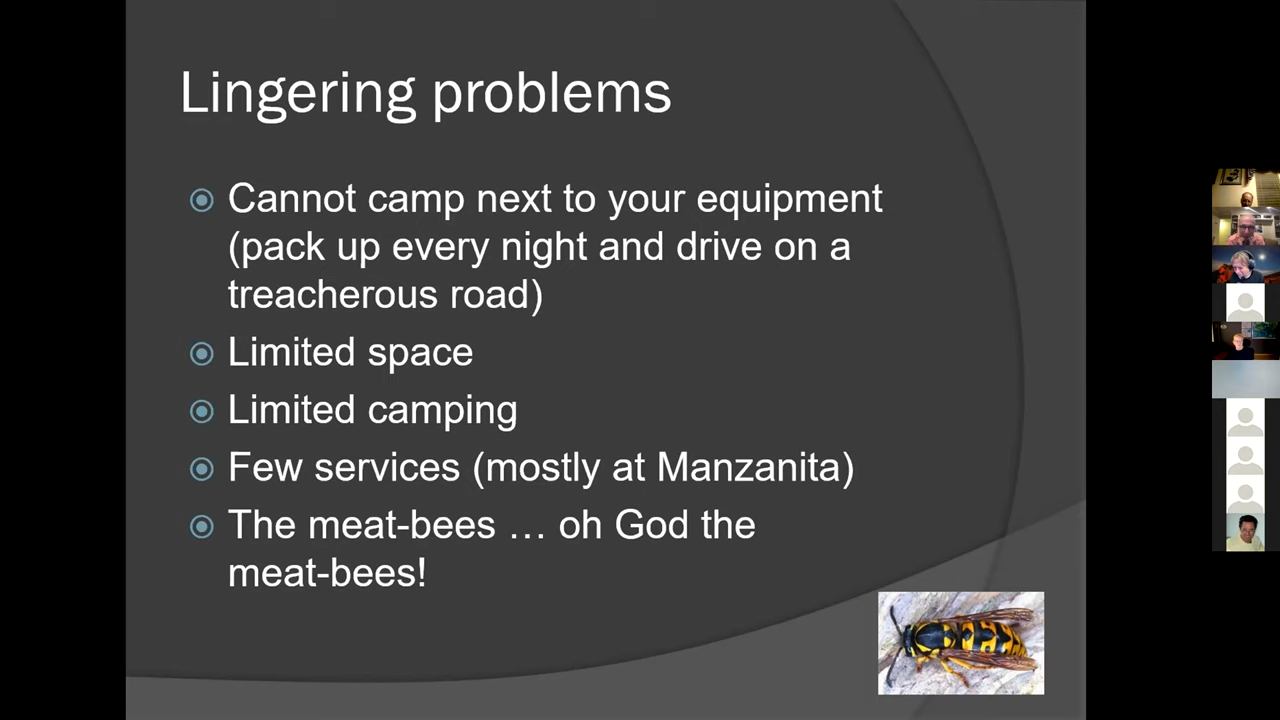 Lingering problems
Cannot camp next to your equipment
(pack up every night and drive on a
treacherous road)
Limited space
Limited camping
Few services (mostly at Manzanita)
The meat-bees … oh God the
meat-bees!